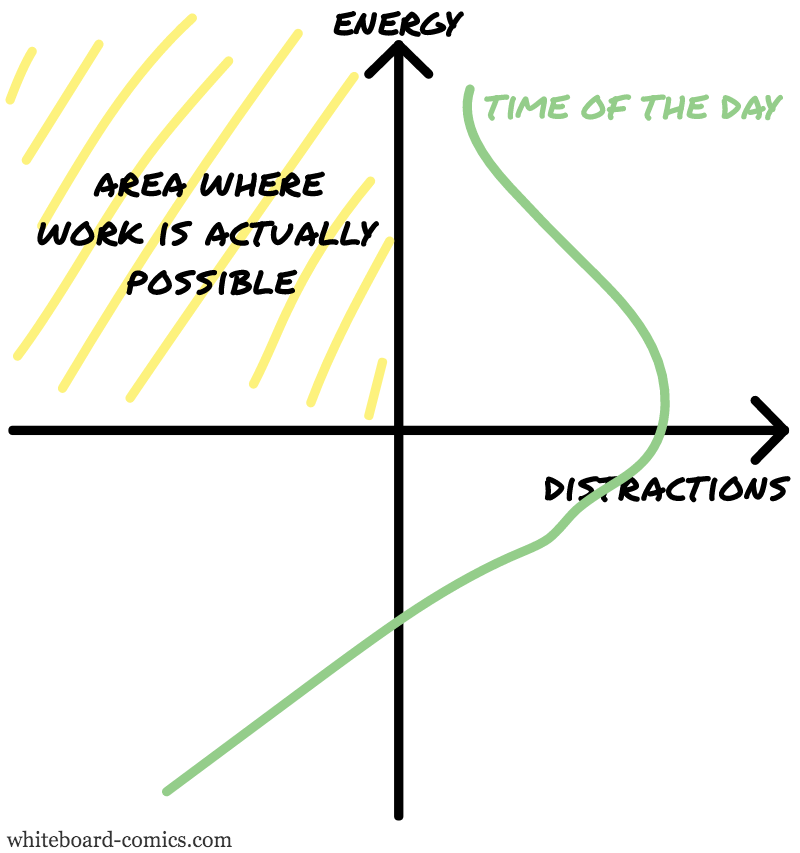 ENERGY
TIME OF THE DAY
AREA WHERE
WORK IS ACTUALLY
POSSIBLE
DISTRACTIONS
whiteboard-comics.com